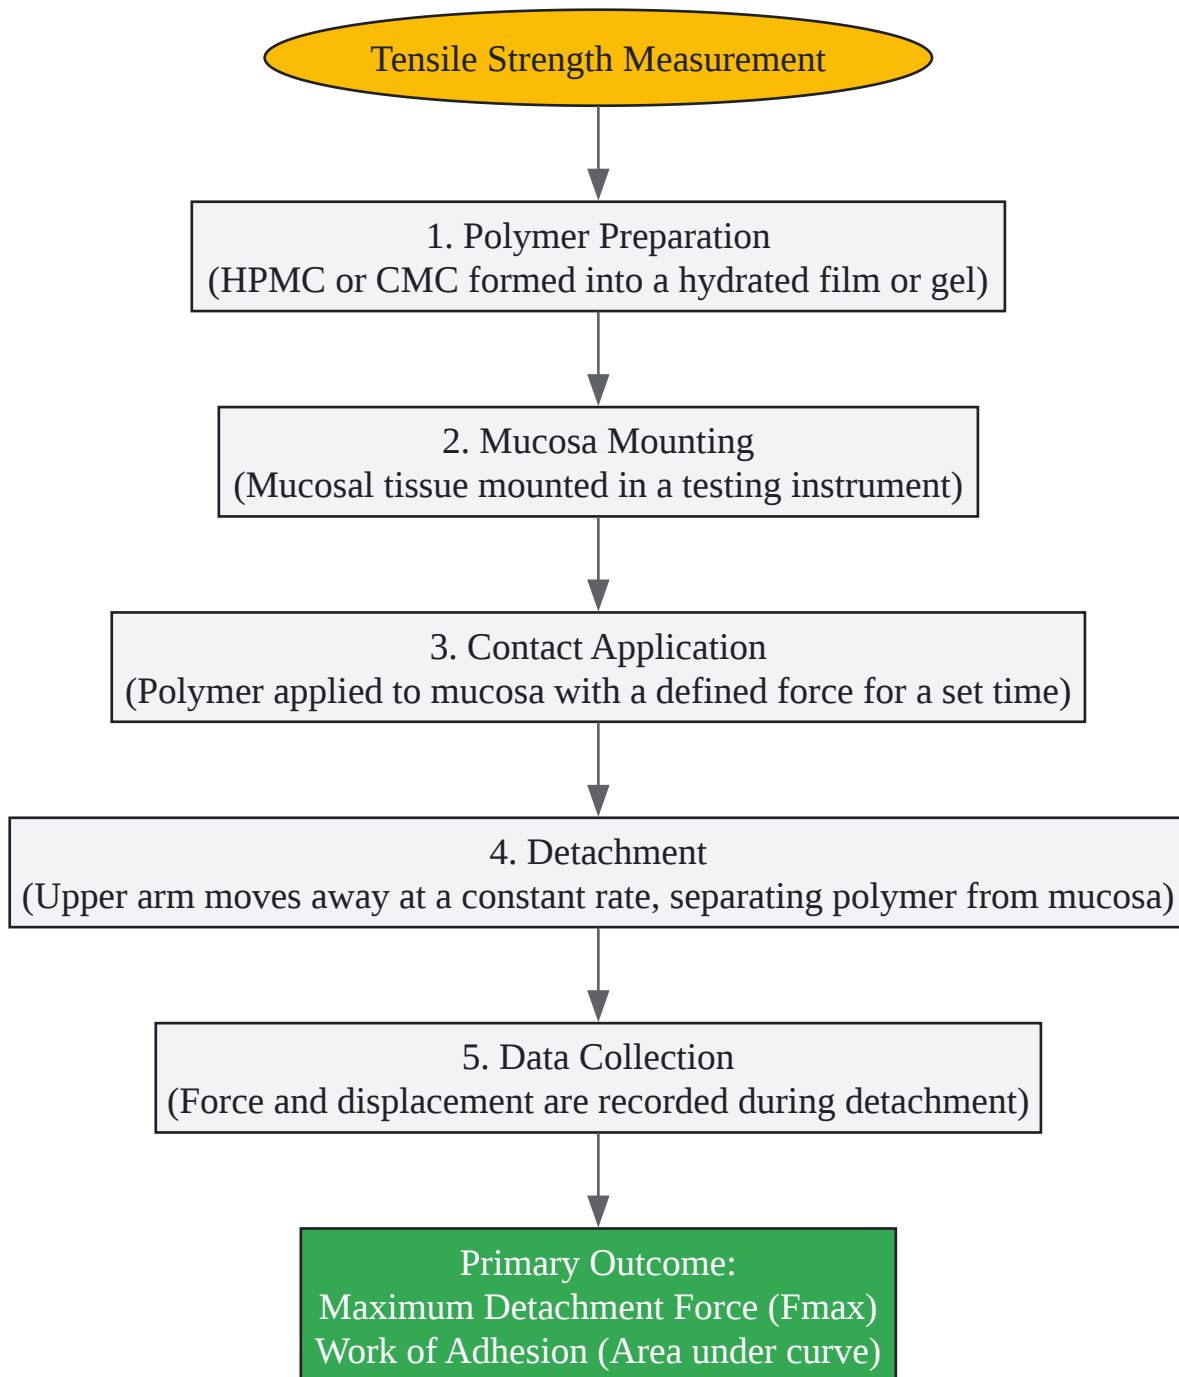 Tensile Strength Measurement
1. Polymer Preparation
(HPMC or CMC formed into a hydrated film or gel)
2. Mucosa Mounting
(Mucosal tissue mounted in a testing instrument)
3. Contact Application
(Polymer applied to mucosa with a defined force for a set time)
4. Detachment
(Upper arm moves away at a constant rate, separating polymer from mucosa)
5. Data Collection
(Force and displacement are recorded during detachment)
Primary Outcome:
Maximum Detachment Force (Fmax)
Work of Adhesion (Area under curve)